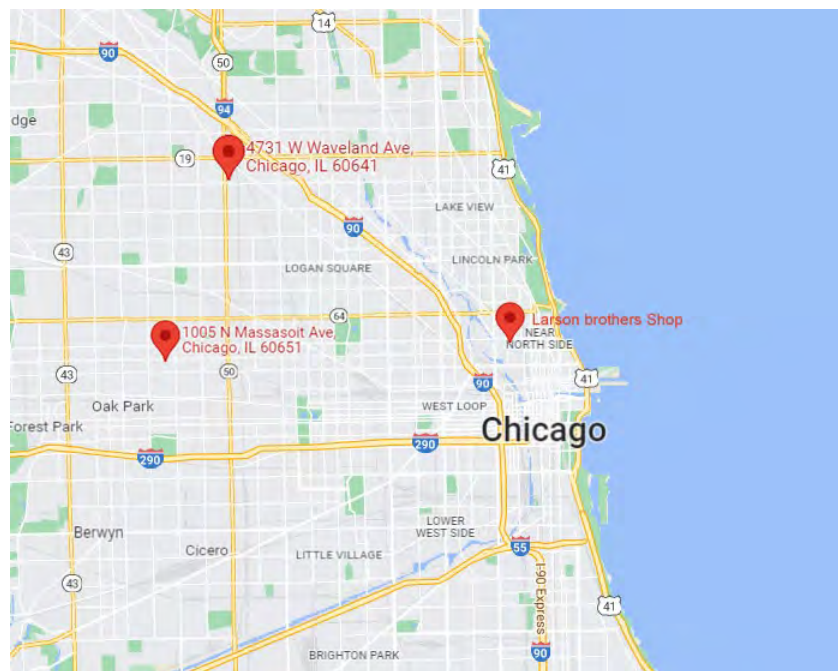 14
90
50
94
dge
4731 W Waveland Ave,
Chicago, IL 60641
19
41
LAKE VIEW
90
43
LOGAN SQUARE
LINCOLN PARK
64
Larson brothers Shop
1005 N Massasoit Ave,
Chicago, IL 60651
NEAR
NORTH SIDE
43
50
90
41
Oak Park
WEST LOOP
Forest Park
Chicago
290
290
LOWER
WEST SIDE
Berwyn
Cicero
LITTLE VILLAGE
55
43
I-90 Express
41
BRIGHTON PARK
90